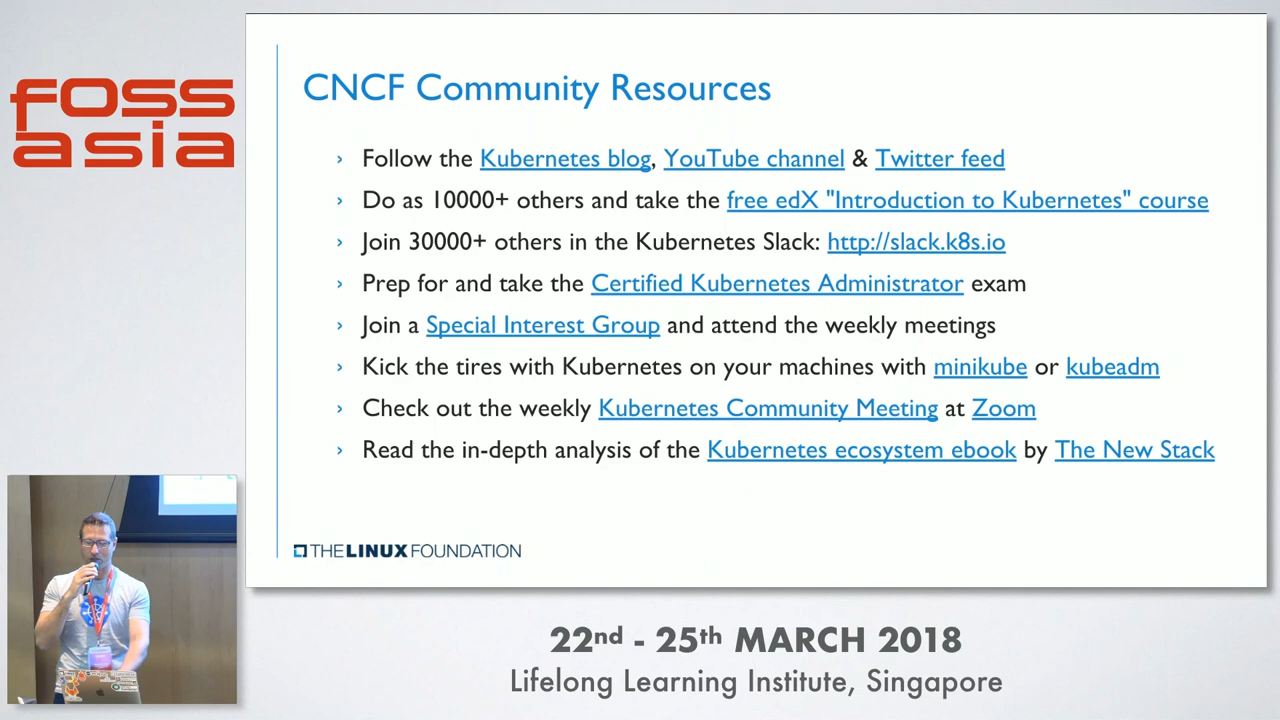 foss
asia
CNCF Community Resources
› Follow the Kubernetes blog, YouTube channel & Twitter feed
› Do as 10000+ others and take the free edX "Introduction to Kubernetes" course
› Join 30000+ others in the Kubernetes Slack: http://slack.k8s.io
› Prep for and take the Certified Kubernetes Administrator exam
› Join a Special Interest Group and attend the weekly meetings
› Kick the tires with Kubernetes on your machines with minikube or kubeadm
› Check out the weekly Kubernetes Community Meeting at Zoom
› Read the in-depth analysis of the Kubernetes ecosystem ebook by The New Stack
THE LINUX FOUNDATION
22nd - 25th MARCH 2018
Lifelong Learning Institute, Singapore